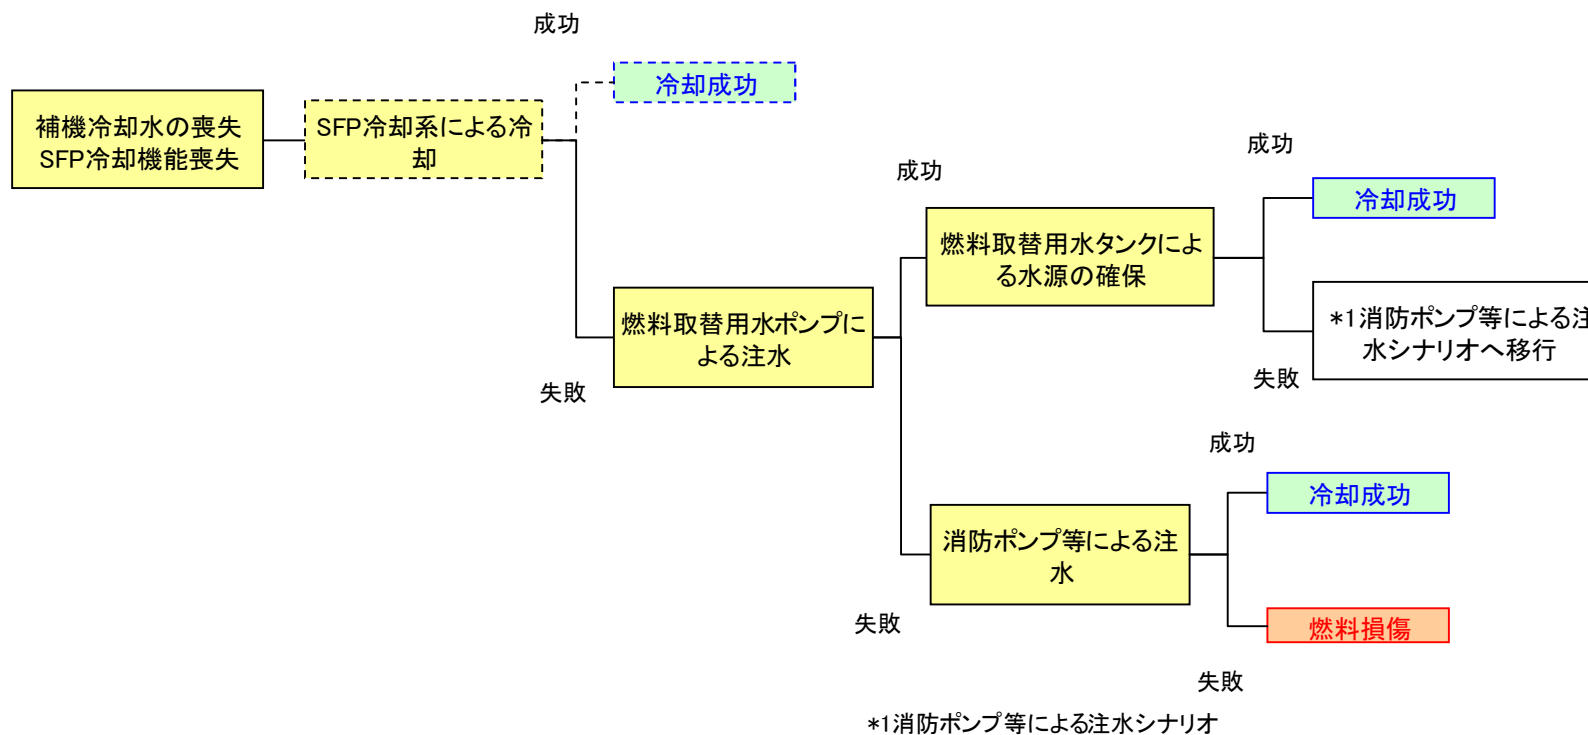 成功
冷却成功
補機冷却水の喪失
SFP冷却機能喪失
SFP冷却系による冷
却
成功
成功
冷却成功
燃料取替用水タンクによ
る水源の確保
燃料取替用水ポンプに
よる注水
*1消防ポンプ等による注
水シナリオへ移行
失敗
失敗
成功
冷却成功
消防ポンプ等による注
水
失敗
燃料損傷
失敗
*1消防ポンプ等による注水シナリオ